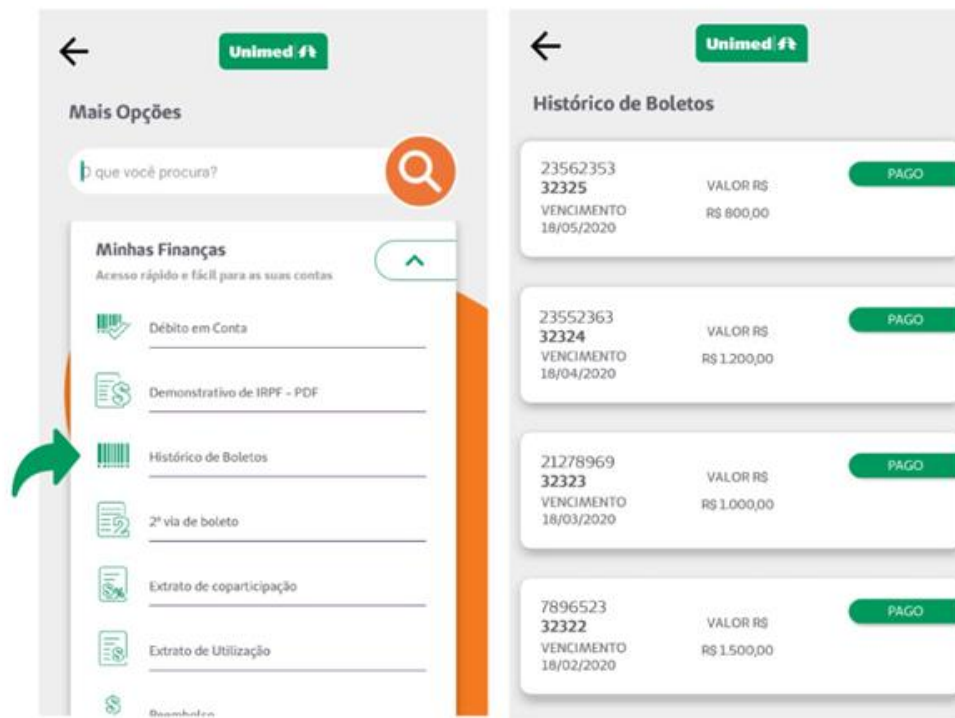 Unimed
Mais Opções
O que você procura?
Minhas Finanças
Acesso rápido e fácil para as suas contas
Débito em Conta
Demonstrativo de IRPF - PDF
Histórico de Boletos
2ª via de boleto
Extrato de coparticipação
Extrato de Utilização
Reembolso
Unimed
Histórico de Boletos
23562353
32325
VENCIMENTO
18/05/2020
VALOR R$
R$ 800,00
PAGO
23552363
32324
VENCIMENTO
18/04/2020
VALOR R$
R$ 1.200,00
PAGO
21278969
32323
VENCIMENTO
18/03/2020
VALOR R$
R$ 1.000,00
PAGO
7896523
32322
VENCIMENTO
18/02/2020
VALOR R$
R$ 1.500,00
PAGO